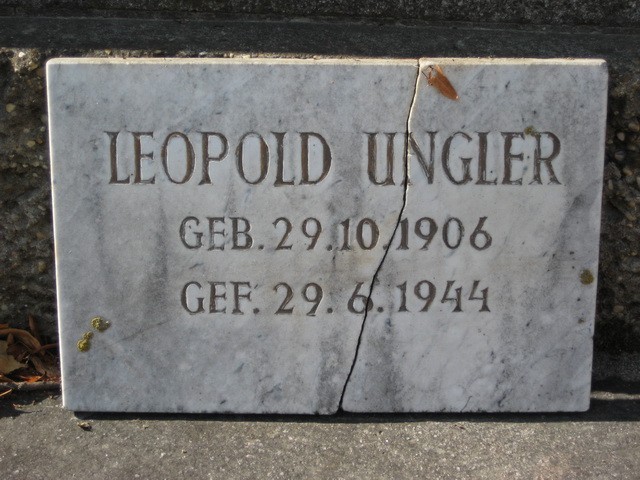 LEOPOLD UNGLER
GEB. 29.10.1906
GEF. 29.6.1944